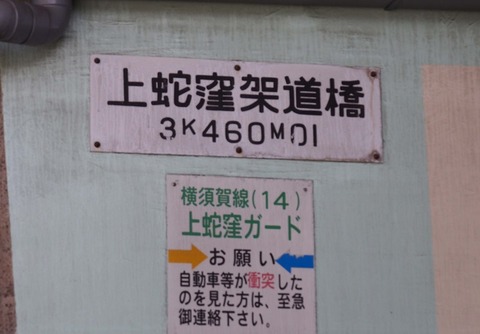 上蛇窪架道橋
3K460M01
横須賀線(14)
上蛇窪ガード
お願い
自動車等が衝突した
のを見た方は、至急
御連絡下さい。